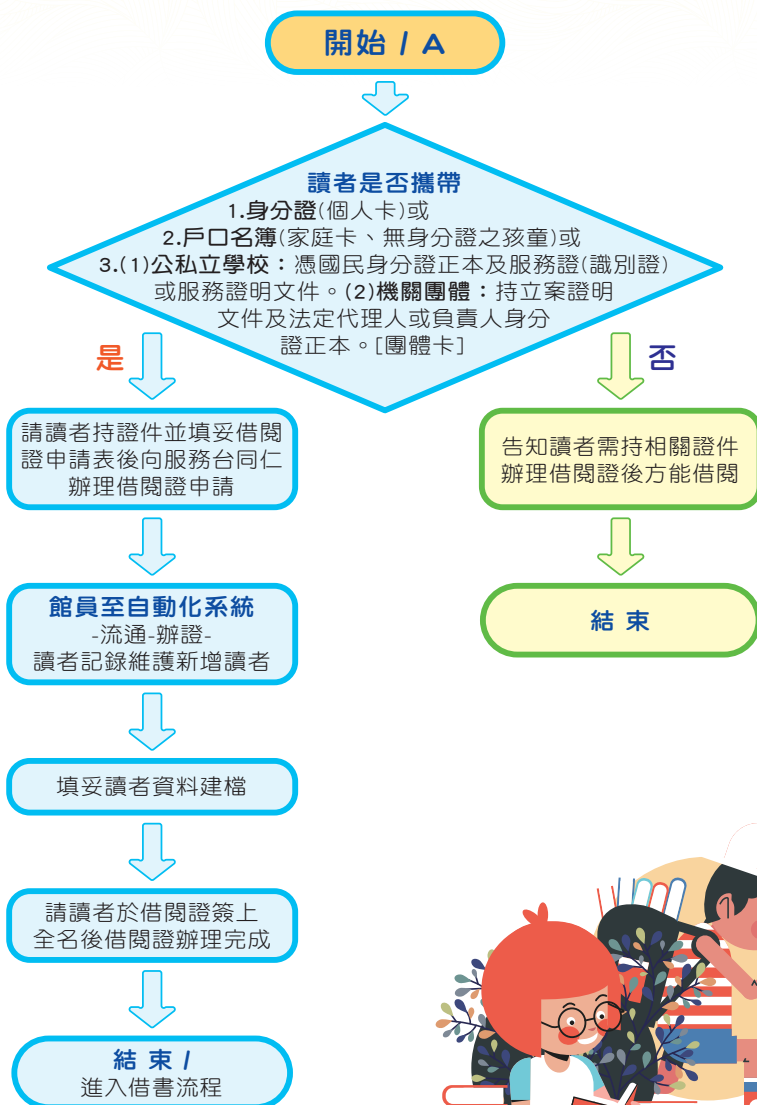 開始 / A
讀者是否攜帶
1.身分證(個人卡)或
2.戶口名簿(家庭卡、無身分證之孩童)或
3.(1)公私立學校：憑國民身分證正本及服務證(識別證)
或服務證明文件。(2)機關團體：持立案證明
文件及法定代理人或負責人身分
證正本。[團體卡]
是
否
請讀者持證件並填妥借閱
證申請表後向服務台同仁
辦理借閱證申請
告知讀者需持相關證件
辦理借閱證後方能借閱
館員至自動化系統
-流通-辦證-
讀者記錄維護新增讀者
結 束
填妥讀者資料建檔
請讀者於借閱證簽上
全名後借閱證辦理完成
結 束 /
進入借書流程